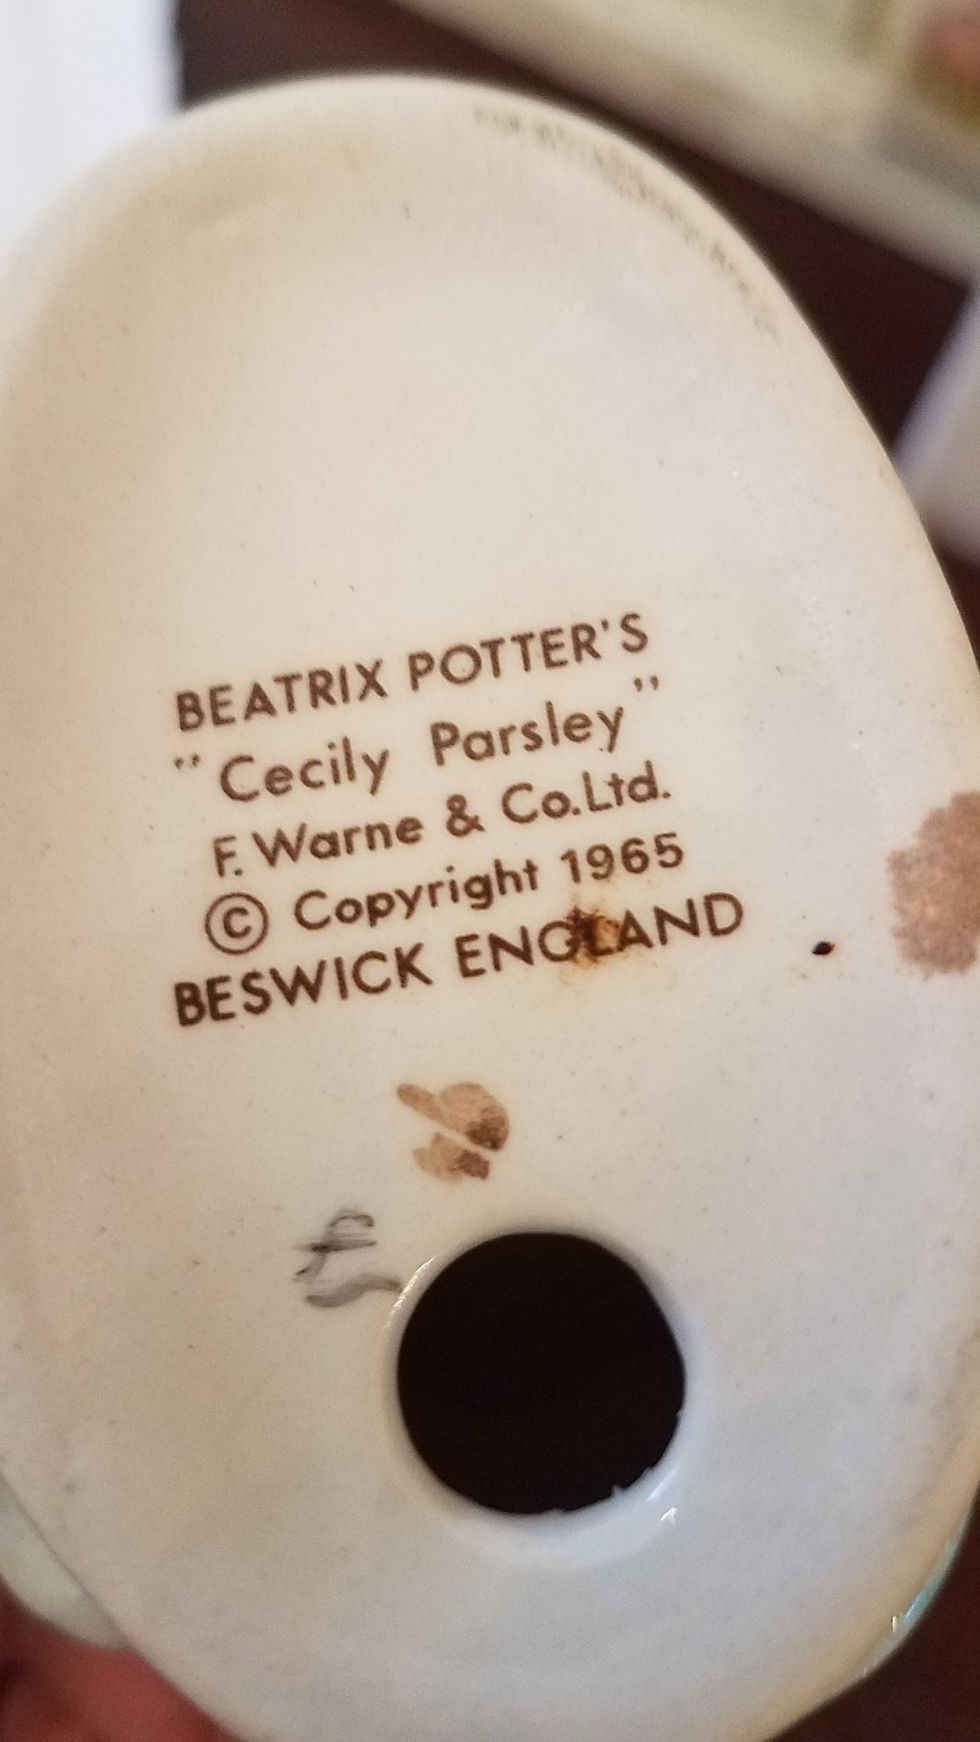 BEATRIX POTTER'S
"Cecily Parsley"
F. Warne & Co. Ltd.
© Copyright 1965
BESWICK ENGLAND